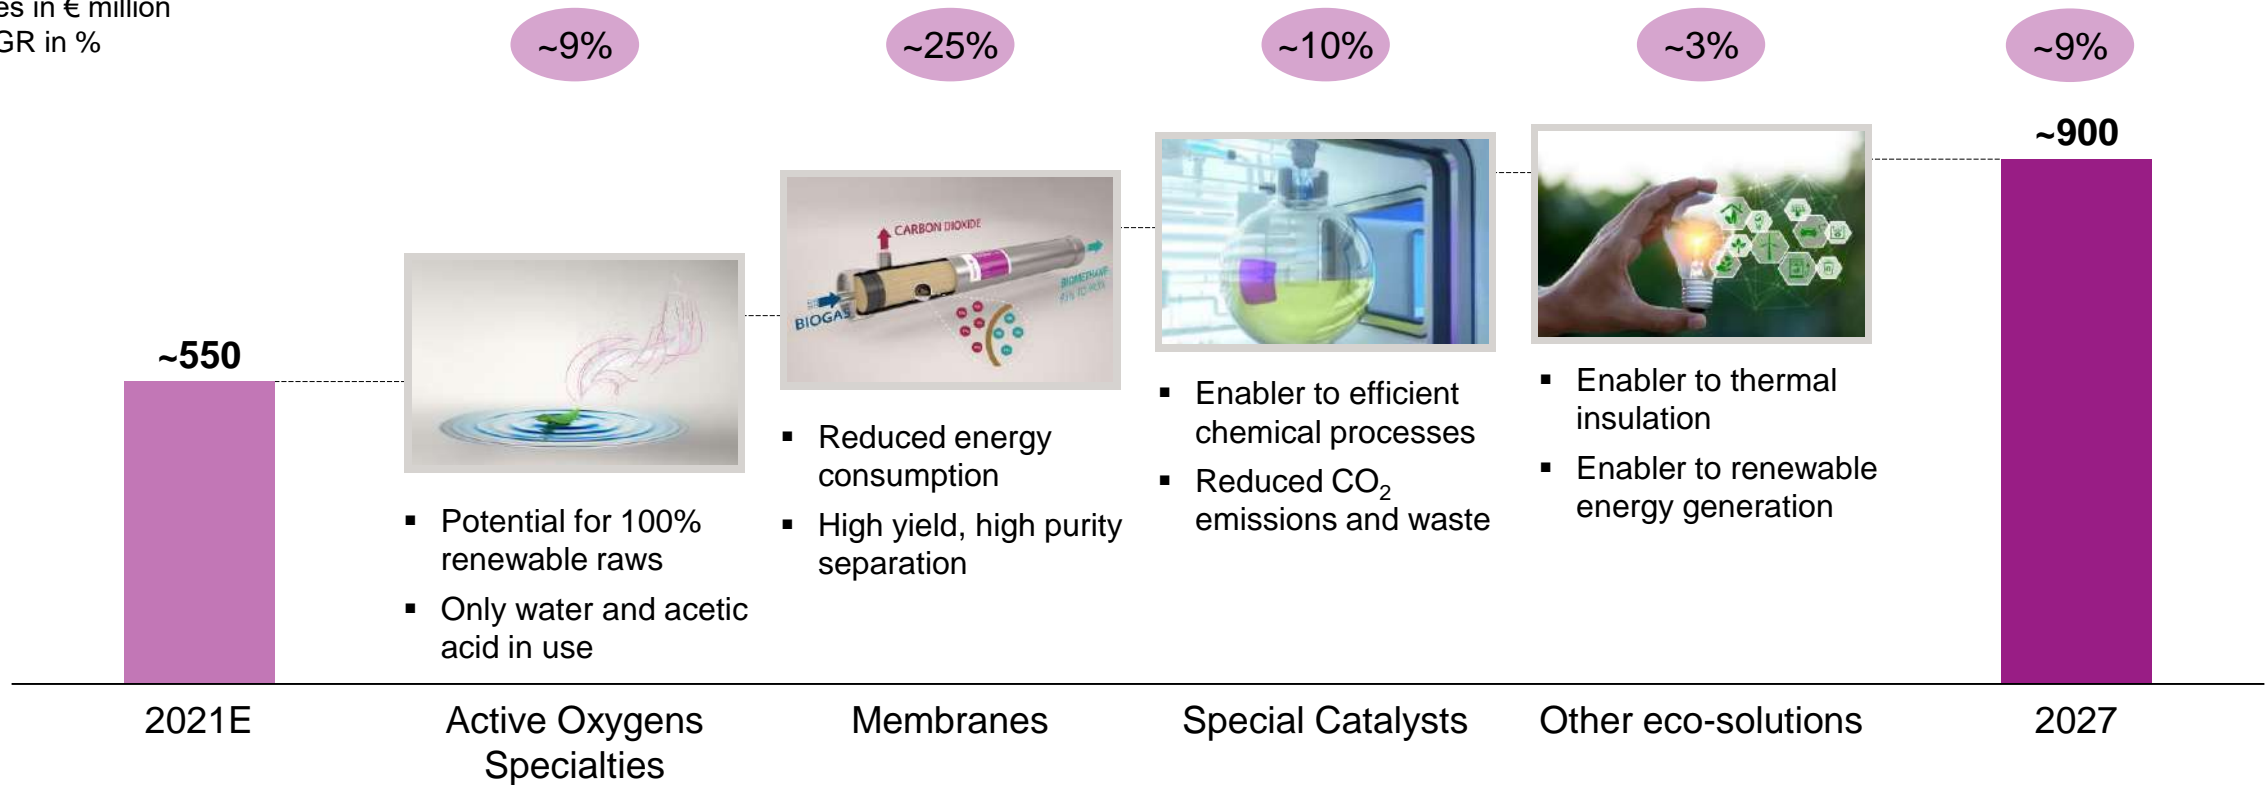 es in € million
GR in %
~9%
~25%
~10%
~3%
~9%
~550
~900
CARBON DIOXIDE
BIOGAS
BIOMETHANE
▪ Potential for 100%
renewable raws
▪ Only water and acetic
acid in use
▪ Reduced energy
consumption
▪ High yield, high purity
separation
▪ Enabler to efficient
chemical processes
▪ Reduced CO₂
emissions and waste
▪ Enabler to thermal
insulation
▪ Enabler to renewable
energy generation
2021E
Active Oxygens
Specialties
Membranes
Special Catalysts
Other eco-solutions
2027